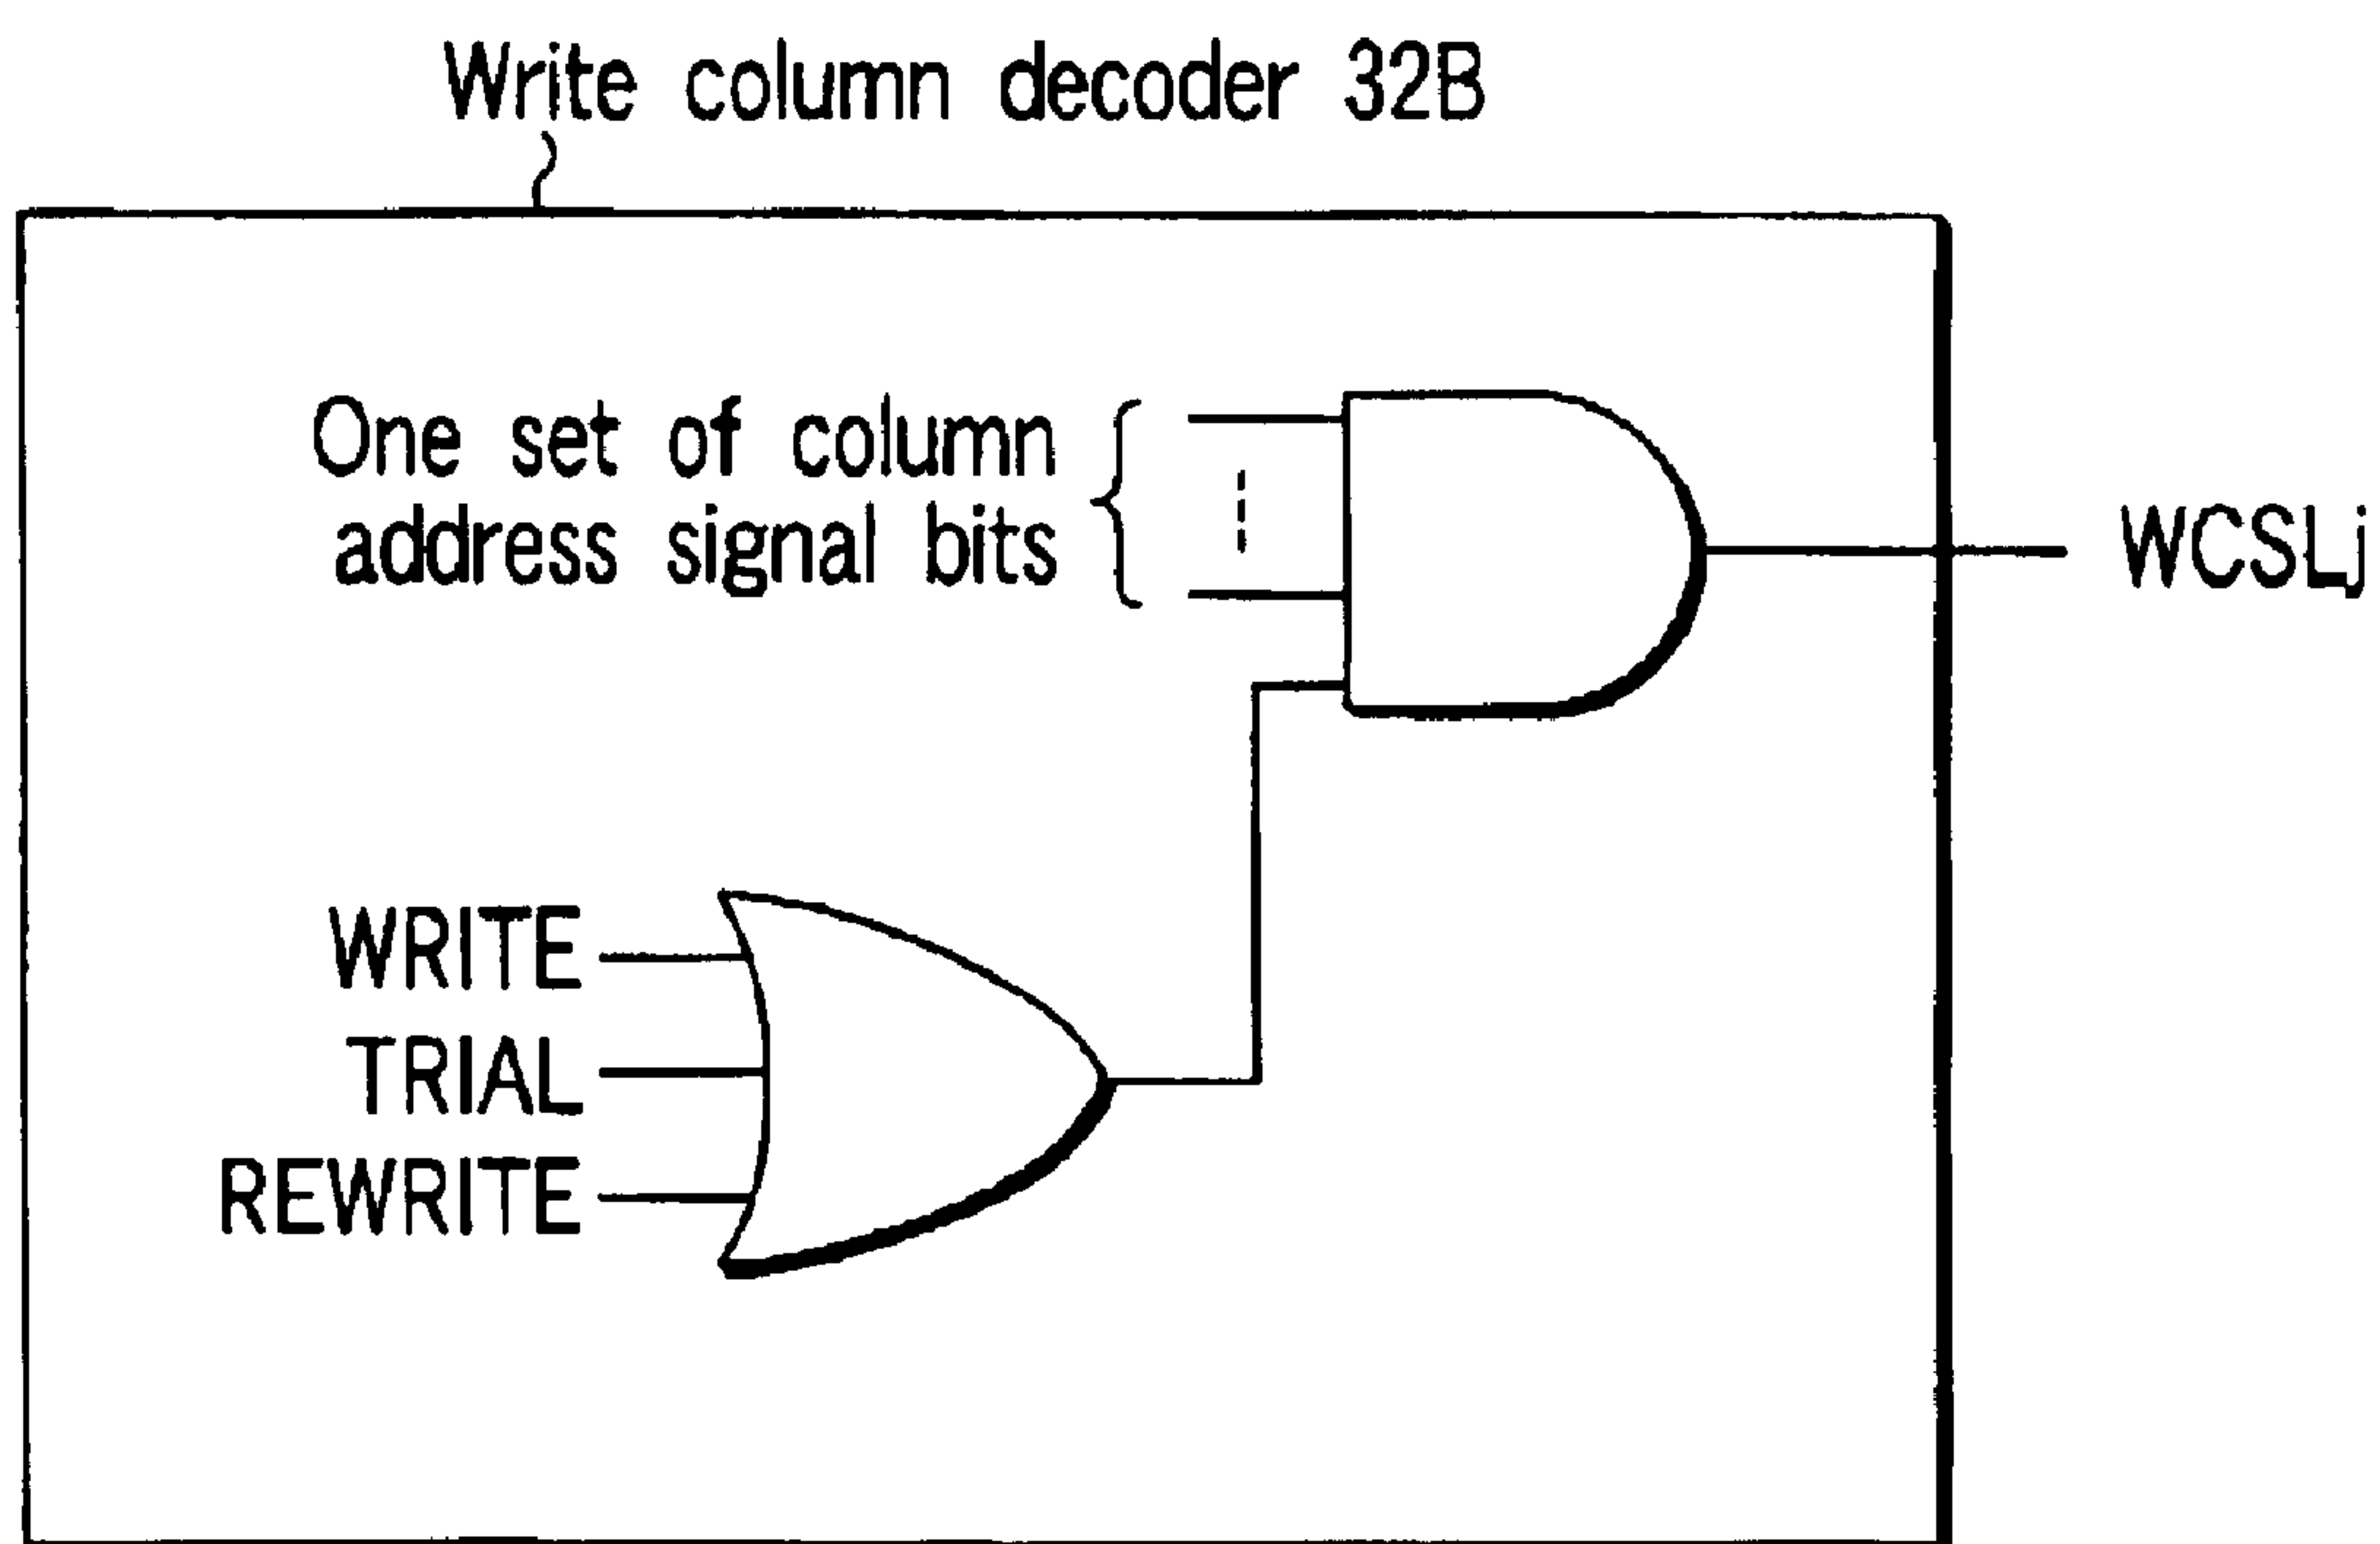 Write column decoder 32B
One set of column
address signal bits
WCSLj
WRITE
TRIAL
REWRITE